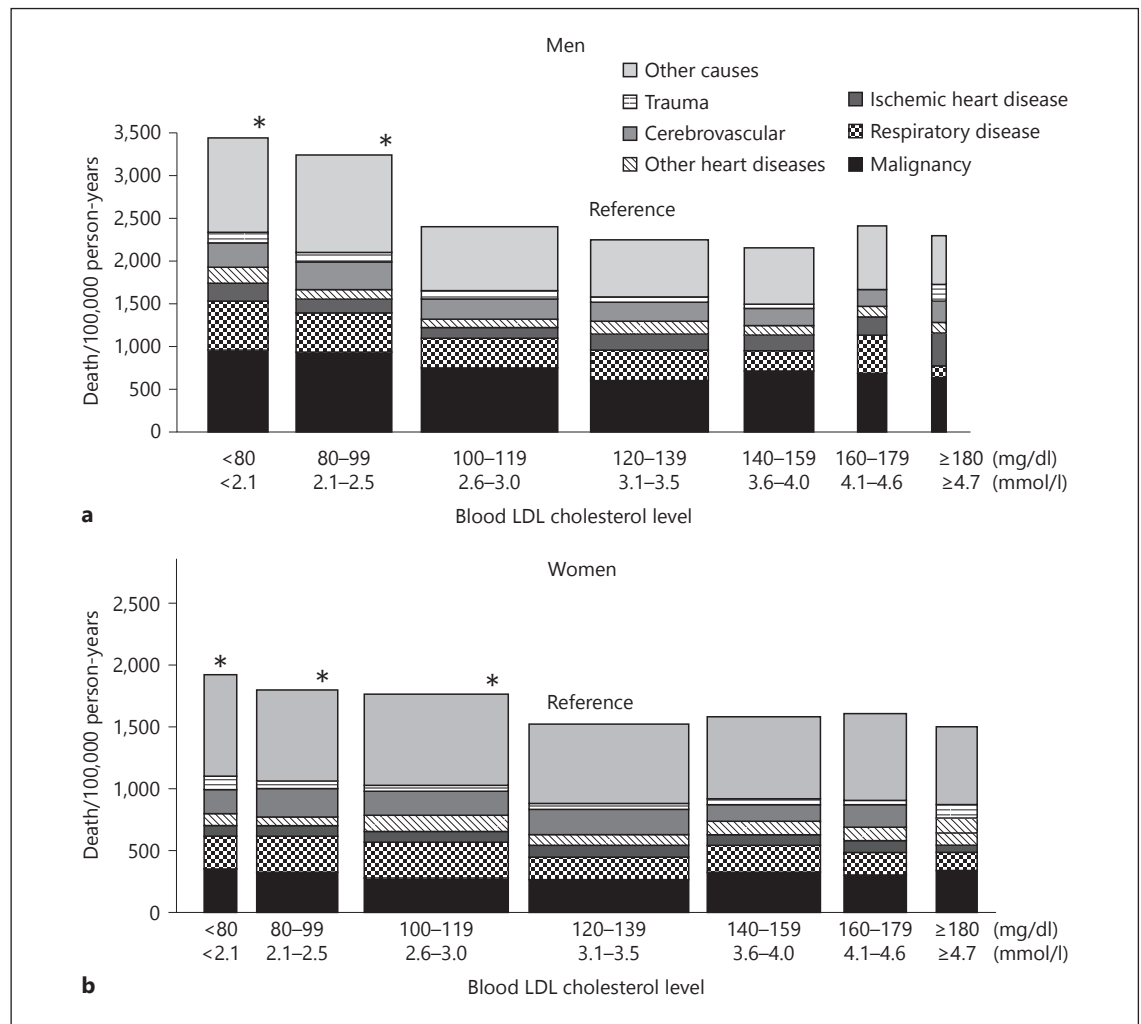 Men
Other causes
Trauma
Cerebrovascular
Other heart diseases
Ischemic heart disease
Respiratory disease
Malignancy
Death/100,000 person-years
3,500
3,000
2,500
2,000
1,500
1,000
500
0
*
*
Reference
<80 80–99 100–119 120–139 140–159 160–179 ≥180 (mg/dl)
<2.1 2.1–2.5 2.6–3.0 3.1–3.5 3.6–4.0 4.1–4.6 ≥4.7 (mmol/l)
a Blood LDL cholesterol level
Women
Death/100,000 person-years
2,500
2,000
1,500
1,000
500
0
*
*
*
Reference
<80 80–99 100–119 120–139 140–159 160–179 ≥180 (mg/dl)
<2.1 2.1–2.5 2.6–3.0 3.1–3.5 3.6–4.0 4.1–4.6 ≥4.7 (mmol/l)
b Blood LDL cholesterol level